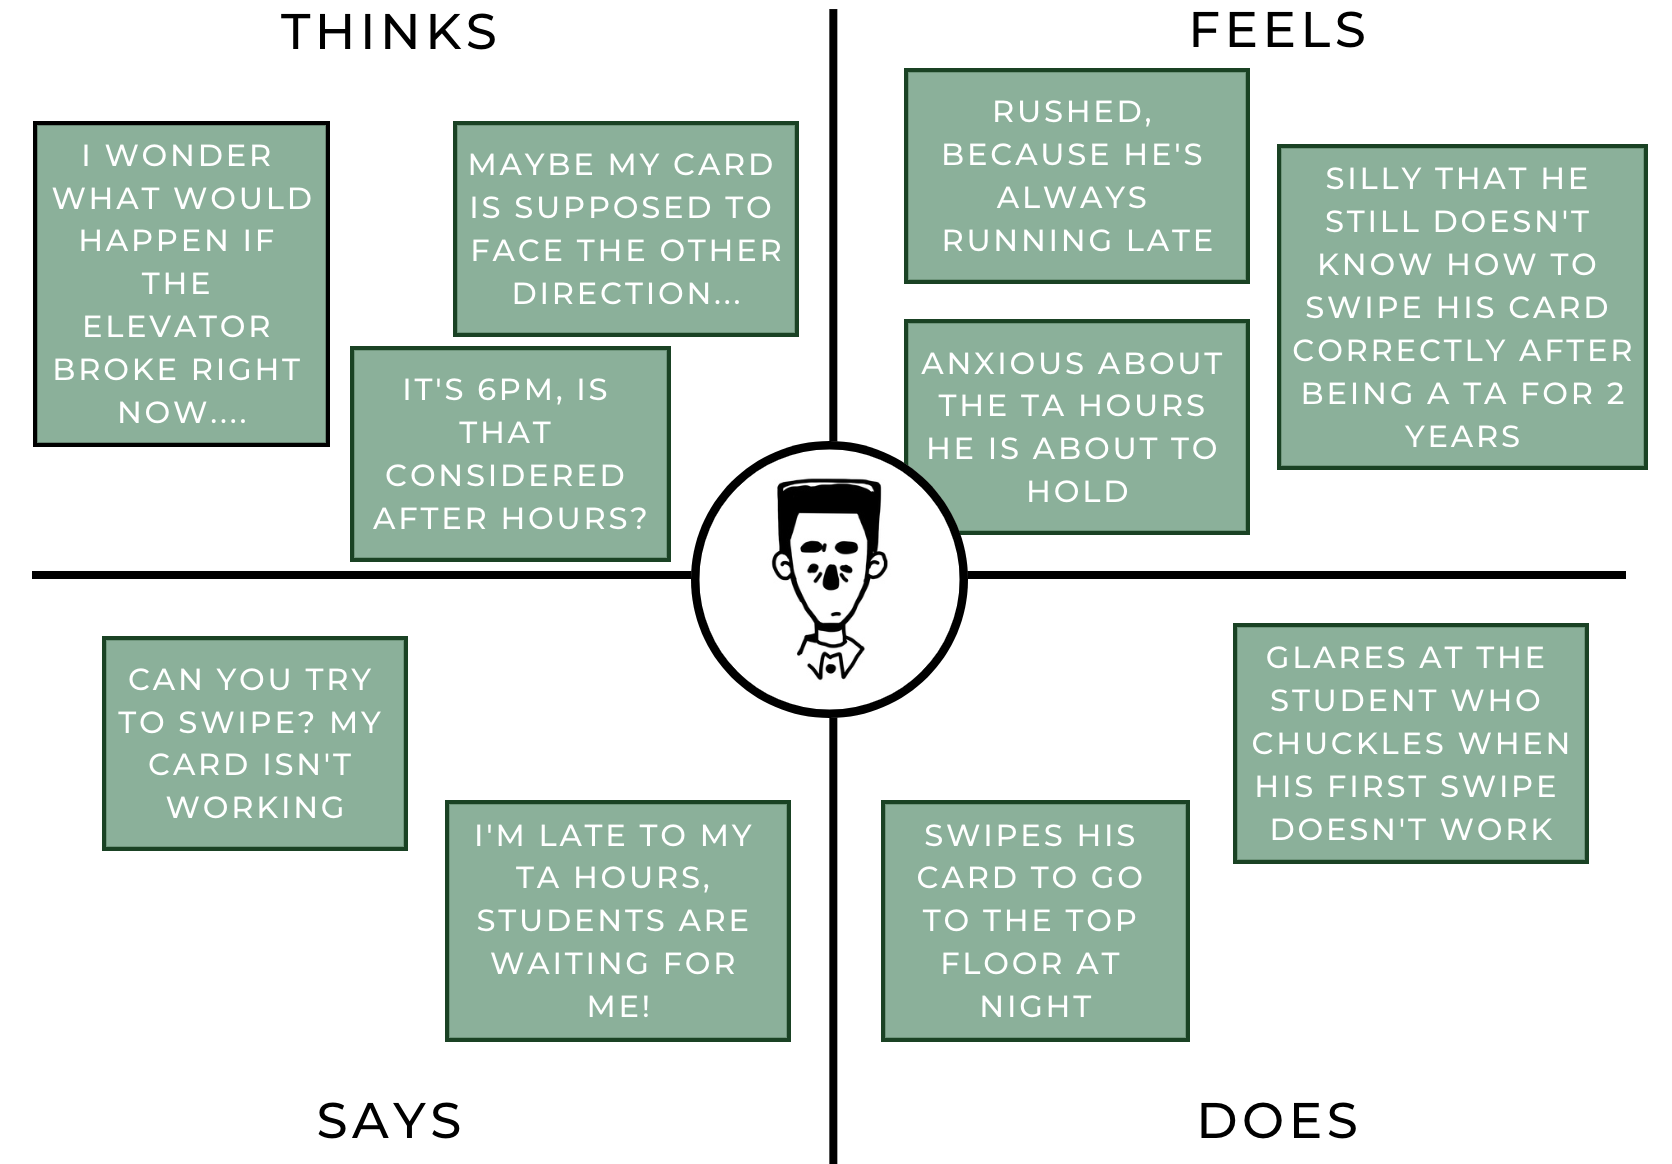 THINKS
I WONDER
WHAT WOULD
HAPPEN IF
THE
ELEVATOR
BROKE RIGHT
NOW....
MAYBE MY CARD
IS SUPPOSED TO
FACE THE OTHER
DIRECTION...
IT'S 6PM, IS
THAT
CONSIDERED
AFTER HOURS?
FEELS
RUSHED,
BECAUSE HE'S
ALWAYS
RUNNING LATE
SILLY THAT HE
STILL DOESN'T
KNOW HOW TO
SWIPE HIS CARD
CORRECTLY AFTER
BEING A TA FOR 2
YEARS
ANXIOUS ABOUT
THE TA HOURS
HE IS ABOUT TO
HOLD
CAN YOU TRY
TO SWIPE? MY
CARD ISN'T
WORKING
I'M LATE TO MY
TA HOURS,
STUDENTS ARE
WAITING FOR
ME!
SAYS
GLARES AT THE
STUDENT WHO
CHUCKLES WHEN
HIS FIRST SWIPE
DOESN'T WORK
SWIPES HIS
CARD TO GO
TO THE TOP
FLOOR AT
NIGHT
DOES